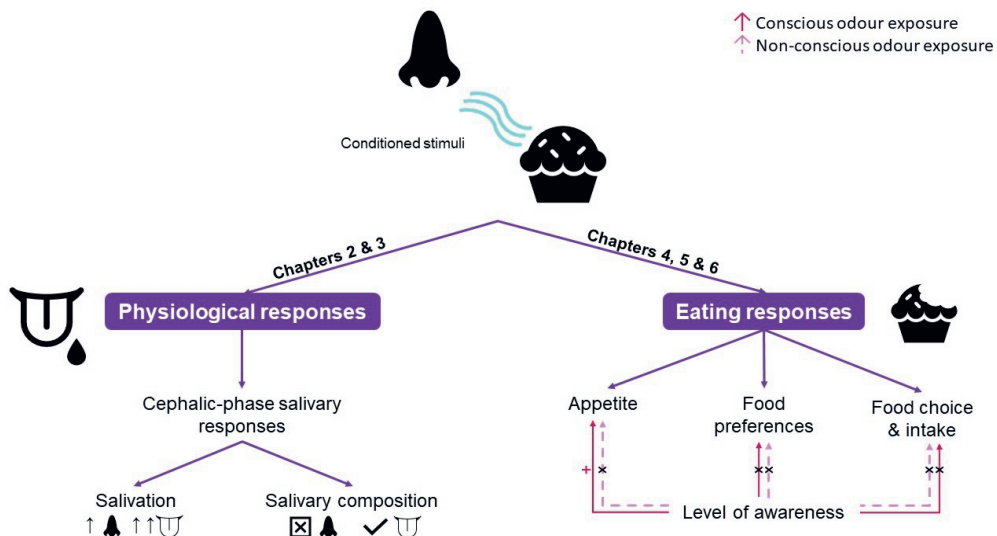 Conscious odour exposure
Non-conscious odour exposure
Conditioned stimuli
Chapters 2 & 3
Chapters 4, 5 & 6
Physiological responses
Eating responses
Cephalic-phase salivary
responses
Appetite
Food
preferences
Food choice
& intake
Salivation
Salivary composition
Level of awareness